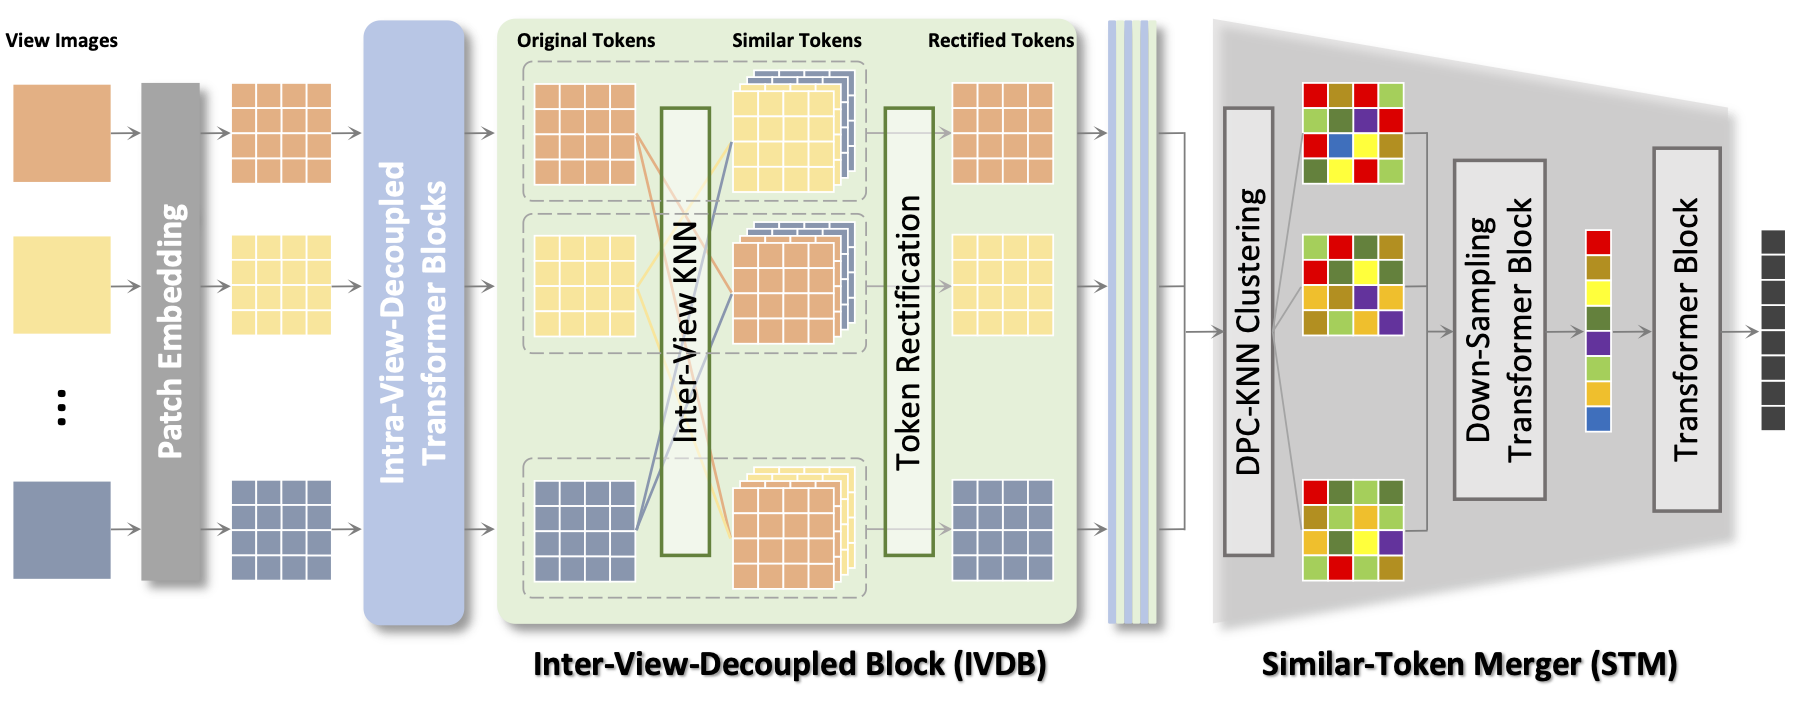 View Images
Patch Embedding
Intra-View-Decoupled
Transformer Blocks
Original Tokens
Similar Tokens
Rectified Tokens
Inter-View KNN
Token Rectification
Inter-View-Decoupled Block (IVDB)
DPC-KNN Clustering
Down-Sampling
Transformer Block
Transformer Block
Similar-Token Merger (STM)